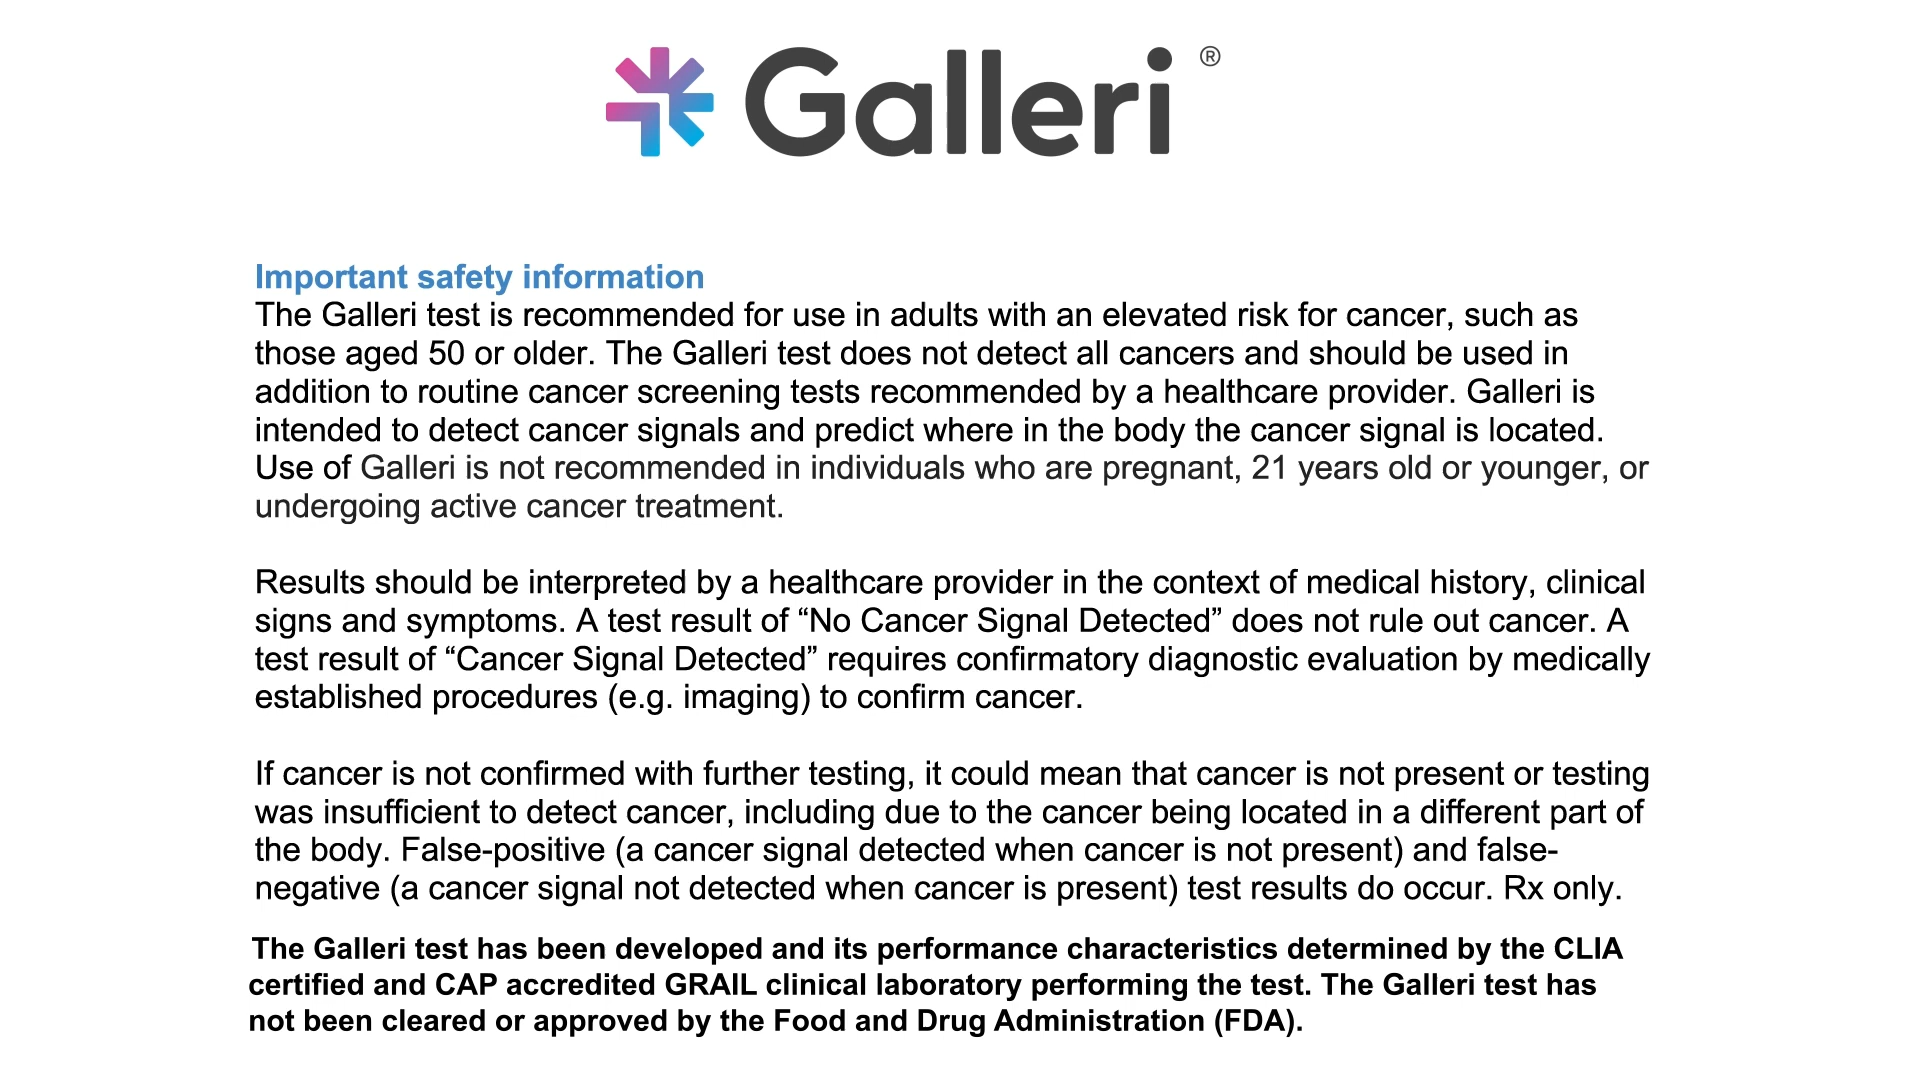 Galleri ®
Important safety information
The Galleri test is recommended for use in adults with an elevated risk for cancer, such as
those aged 50 or older. The Galleri test does not detect all cancers and should be used in
addition to routine cancer screening tests recommended by a healthcare provider. Galleri is
intended to detect cancer signals and predict where in the body the cancer signal is located.
Use of Galleri is not recommended in individuals who are pregnant, 21 years old or younger, or
undergoing active cancer treatment.
Results should be interpreted by a healthcare provider in the context of medical history, clinical
signs and symptoms. A test result of “No Cancer Signal Detected” does not rule out cancer. A
test result of “Cancer Signal Detected” requires confirmatory diagnostic evaluation by medically
established procedures (e.g. imaging) to confirm cancer.
If cancer is not confirmed with further testing, it could mean that cancer is not present or testing
was insufficient to detect cancer, including due to the cancer being located in a different part of
the body. False-positive (a cancer signal detected when cancer is not present) and false-
negative (a cancer signal not detected when cancer is present) test results do occur. Rx only.
The Galleri test has been developed and its performance characteristics determined by the CLIA
certified and CAP accredited GRAIL clinical laboratory performing the test. The Galleri test has
not been cleared or approved by the Food and Drug Administration (FDA).